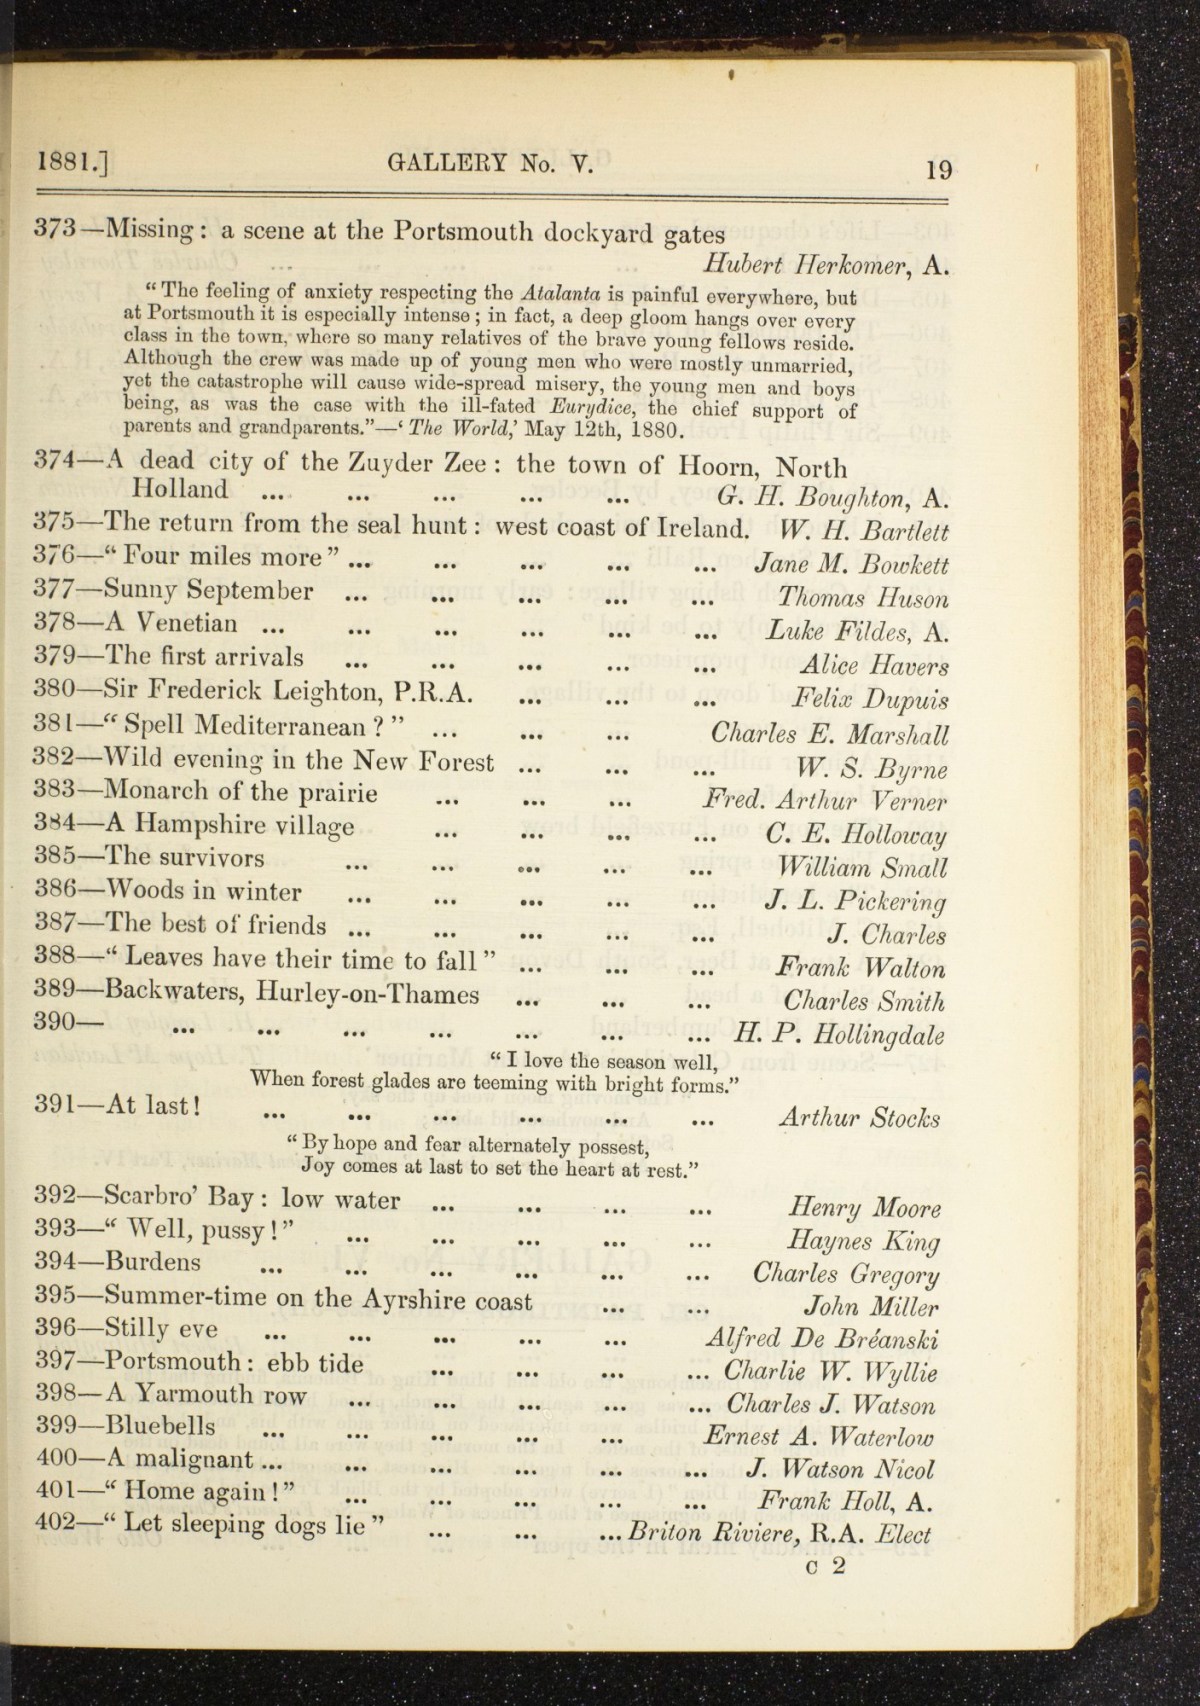 1881.] GALLERY No. V. 19
373—Missing: a scene at the Portsmouth dockyard gates
Hubert Herkomer, A.
"The feeling of anxiety respecting the Atalanta is painful everywhere, but
at Portsmouth it is especially intense; in fact, a deep gloom hangs over every
class in the town, where so many relatives of the brave young fellows reside.
Although the crew was made up of young men who were mostly unmarried,
yet the catastrophe will cause wide-spread misery, the young men and boys
being, as was the case with the ill-fated Eurydice, the chief support of
parents and grandparents."—'The World,' May 12th, 1880.
374—A dead city of the Zuyder Zee: the town of Hoorn, North
Holland ... ... ... ... ... G. H. Boughton, A.
375—The return from the seal hunt: west coast of Ireland. W. H. Bartlett
376—"Four miles more" ... ... ... ... ... Jane M. Bowkett
377—Sunny September ... ... ... ... ... Thomas Huson
378—A Venetian ... ... ... ... ... ... Luke Fildes, A.
379—The first arrivals ... ... ... ... ... Alice Havers
380—Sir Frederick Leighton, P.R.A. ... ... ... Felix Dupuis
381—"Spell Mediterranean?" ... ... ... Charles E. Marshall
382—Wild evening in the New Forest ... ... ... W. S. Byrne
383—Monarch of the prairie ... ... ... Fred. Arthur Verner
384—A Hampshire village ... ... ... ... C. E. Holloway
385—The survivors ... ... ... ... ... William Small
386—Woods in winter ... ... ... ... ... J. L. Pickering
387—The best of friends ... ... ... ... ... J. Charles
388—"Leaves have their time to fall" ... ... ... Frank Walton
389—Backwaters, Hurley-on-Thames ... ... ... Charles Smith
390— ... ... ... ... ... ... ... H. P. Hollingdale
"I love the season well,
When forest glades are teeming with bright forms."
391—At last! ... ... ... ... ... ... Arthur Stocks
"By hope and fear alternately possest,
Joy comes at last to set the heart at rest."
392—Scarbro' Bay: low water ... ... ... ... Henry Moore
393—"Well, pussy!" ... ... ... ... ... Haynes King
394—Burdens ... ... ... ... ... ... Charles Gregory
395—Summer-time on the Ayrshire coast ... ... John Miller
396—Stilly eve ... ... ... ... ... Alfred De Bréanski
397—Portsmouth: ebb tide ... ... ... ... Charlie W. Wyllie
398—A Yarmouth row ... ... ... ... ... Charles J. Watson
399—Bluebells ... ... ... ... ... Ernest A. Waterlow
400—A malignant ... ... ... ... ... ... J. Watson Nicol
401—"Home again!" ... ... ... ... ... Frank Holl, A.
402—"Let sleeping dogs lie" ... ... ... Briton Riviere, R.A. Elect
C 2